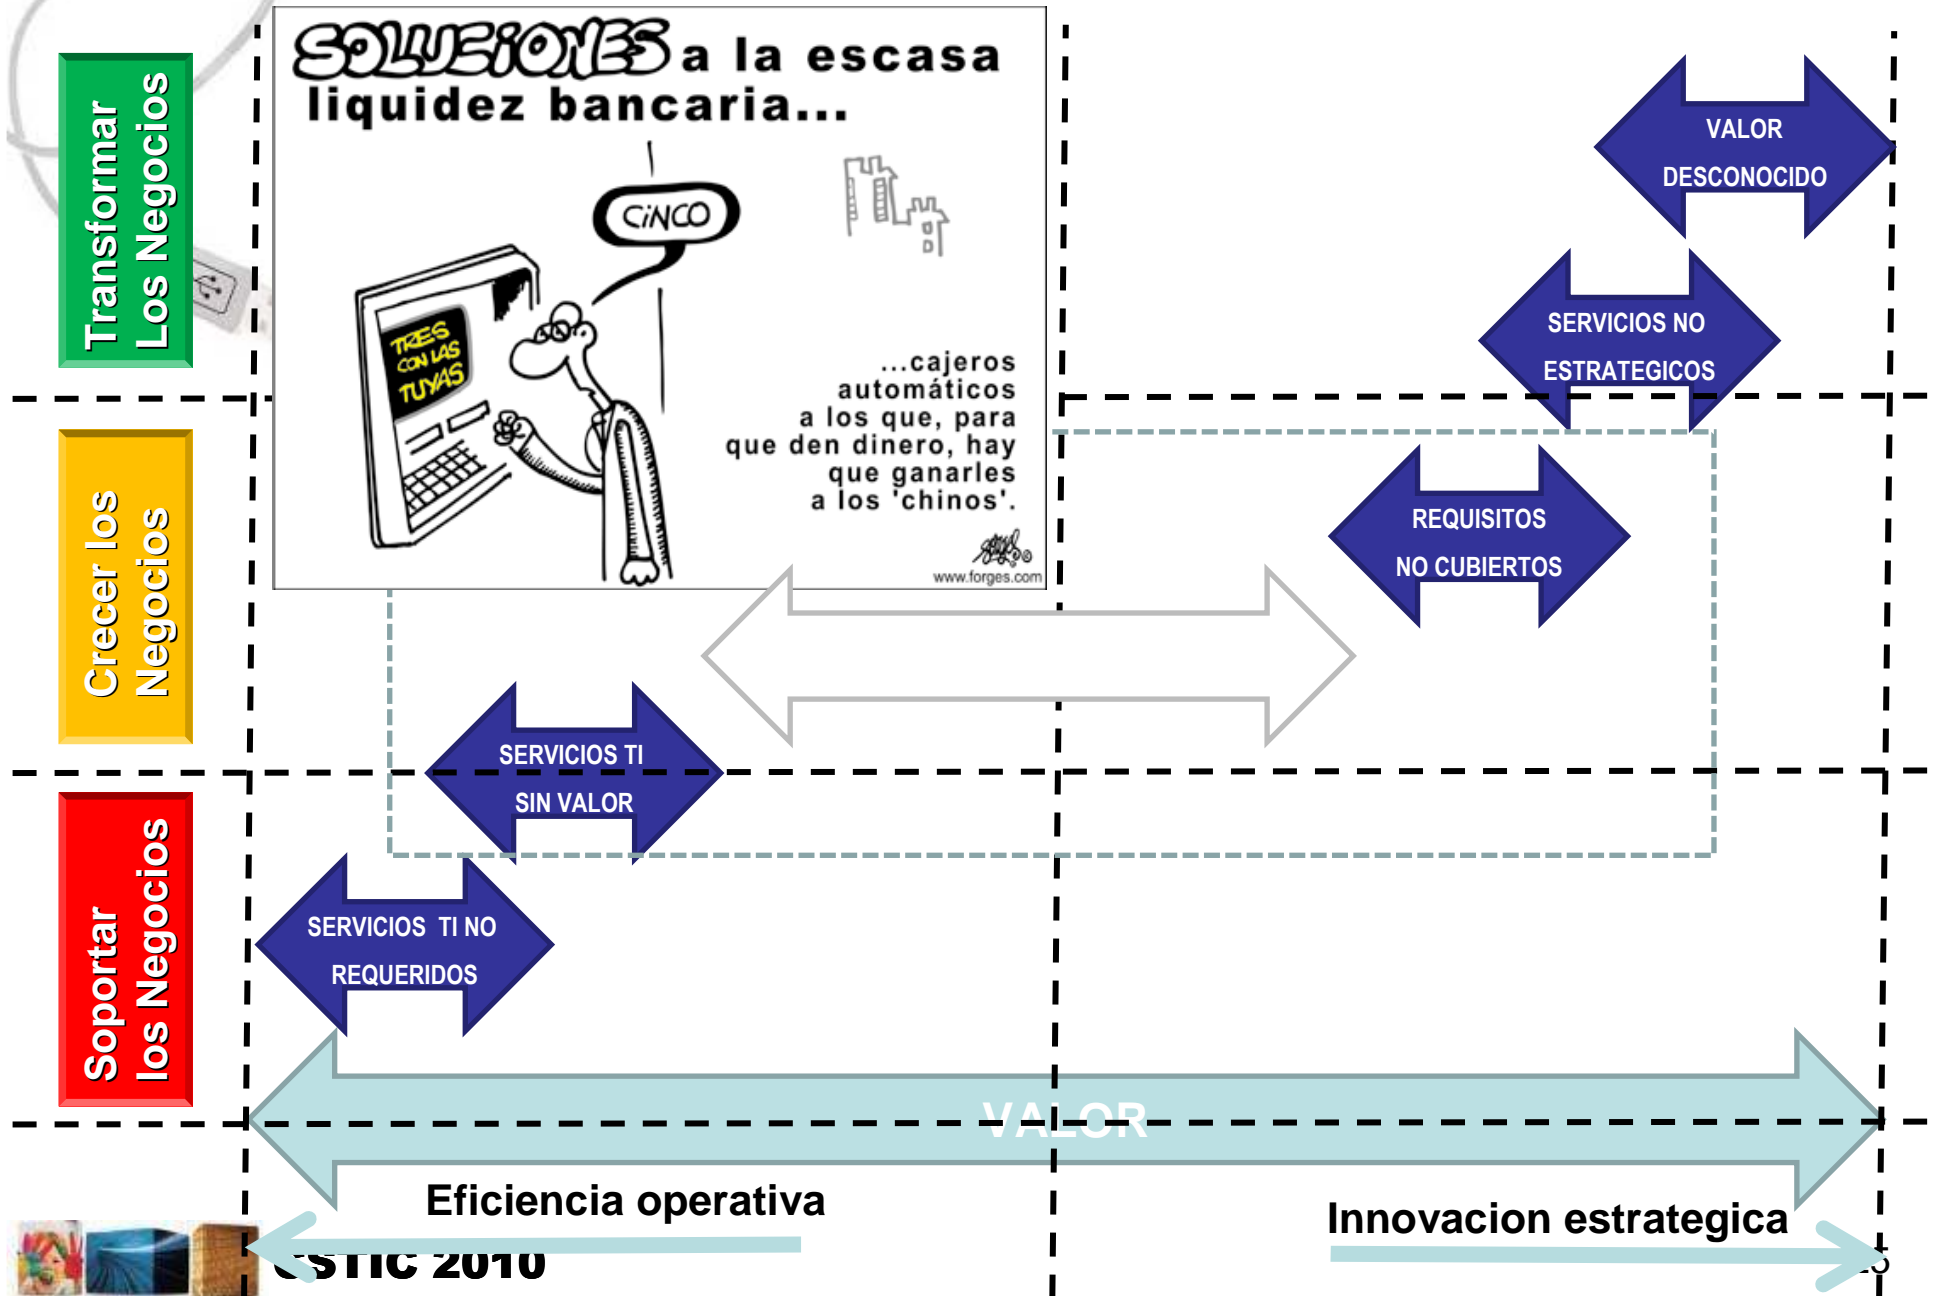 SOLUCIONES a la escasa
liquidez bancaria...
CINCO
TRES
CON LAS
TUYAS
...cajeros
automáticos
a los que, para
que den dinero, hay
que ganarles
a los 'chinos'.
www.forges.com
Transformar
Los Negocios
Crecer los
Negocios
Soportar
los Negocios
VALOR
DESCONOCIDO
SERVICIOS NO
ESTRATEGICOS
REQUISITOS
NO CUBIERTOS
SERVICIOS TI
SIN VALOR
SERVICIOS TI NO
REQUERIDOS
VALOR
Eficiencia operativa
Innovacion estrategica
CSTIC 2010